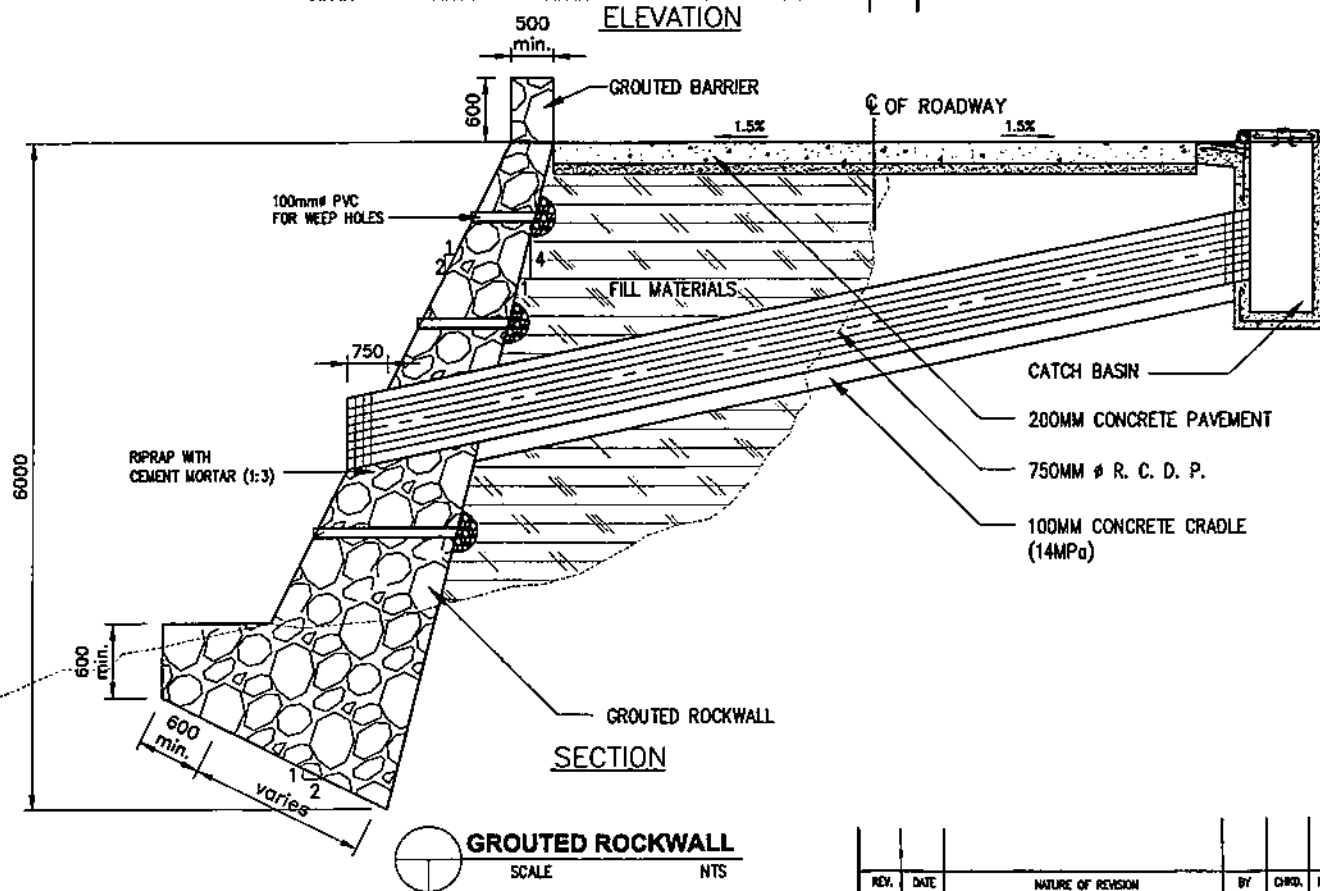 ELEVATION
500
min.
GROUTED BARRIER
600
℄ OF ROADWAY
1.5%
1.5%
100mmø PVC
FOR WEEP HOLES
1
2
4
1
FILL MATERIALS
750
CATCH BASIN
200MM CONCRETE PAVEMENT
6000
RIPRAP WITH
CEMENT MORTAR (1:3)
750MM ø R. C. D. P.
100MM CONCRETE CRADLE
(14MPa)
600
min.
GROUTED ROCKWALL
600
min.
1
2
varies
SECTION
GROUTED ROCKWALL
SCALE NTS
REV. DATE NATURE OF REVISION BY CHKD.